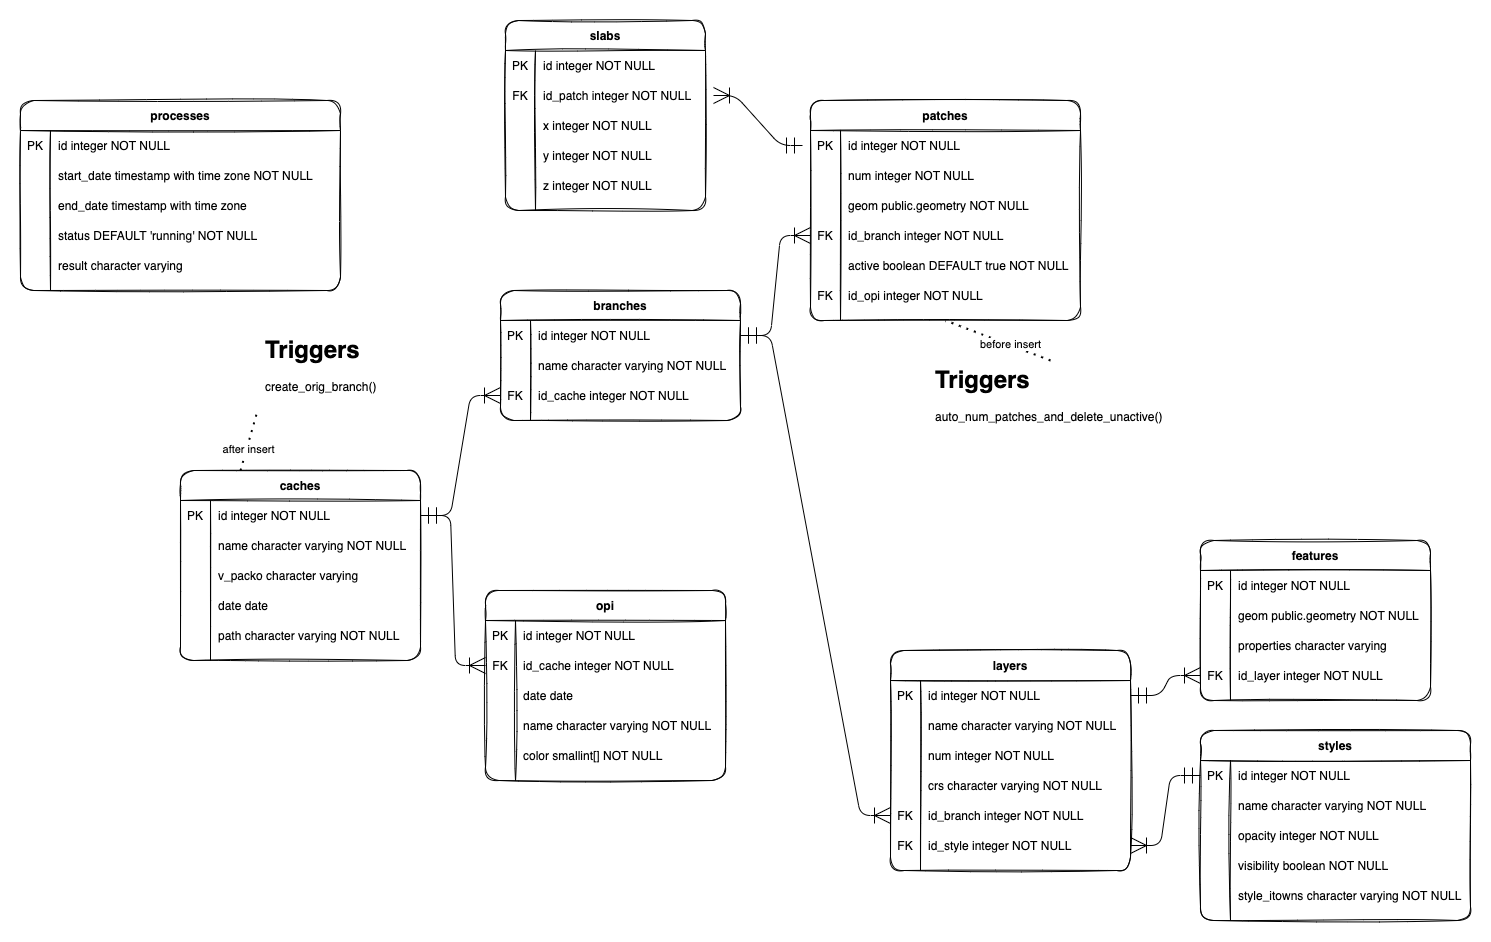 slabs
PK id integer NOT NULL
FK id_patch integer NOT NULL
x integer NOT NULL
y integer NOT NULL
z integer NOT NULL
processes
PK id integer NOT NULL
start_date timestamp with time zone NOT NULL
end_date timestamp with time zone
status DEFAULT 'running' NOT NULL
result character varying
patches
PK id integer NOT NULL
num integer NOT NULL
geom public.geometry NOT NULL
FK id_branch integer NOT NULL
active boolean DEFAULT true NOT NULL
FK id_opi integer NOT NULL
before insert
Triggers
auto_num_patches_and_delete_unactive()
branches
PK id integer NOT NULL
name character varying NOT NULL
FK id_cache integer NOT NULL
Triggers
create_orig_branch()
after insert
caches
PK id integer NOT NULL
name character varying NOT NULL
v_packo character varying
date date
path character varying NOT NULL
opi
PK id integer NOT NULL
FK id_cache integer NOT NULL
date date
name character varying NOT NULL
color smallint[] NOT NULL
layers
PK id integer NOT NULL
name character varying NOT NULL
num integer NOT NULL
crs character varying NOT NULL
FK id_branch integer NOT NULL
FK id_style integer NOT NULL
features
PK id integer NOT NULL
geom public.geometry NOT NULL
properties character varying
FK id_layer integer NOT NULL
styles
PK id integer NOT NULL
name character varying NOT NULL
opacity integer NOT NULL
visibility boolean NOT NULL
style_itowns character varying NOT NULL